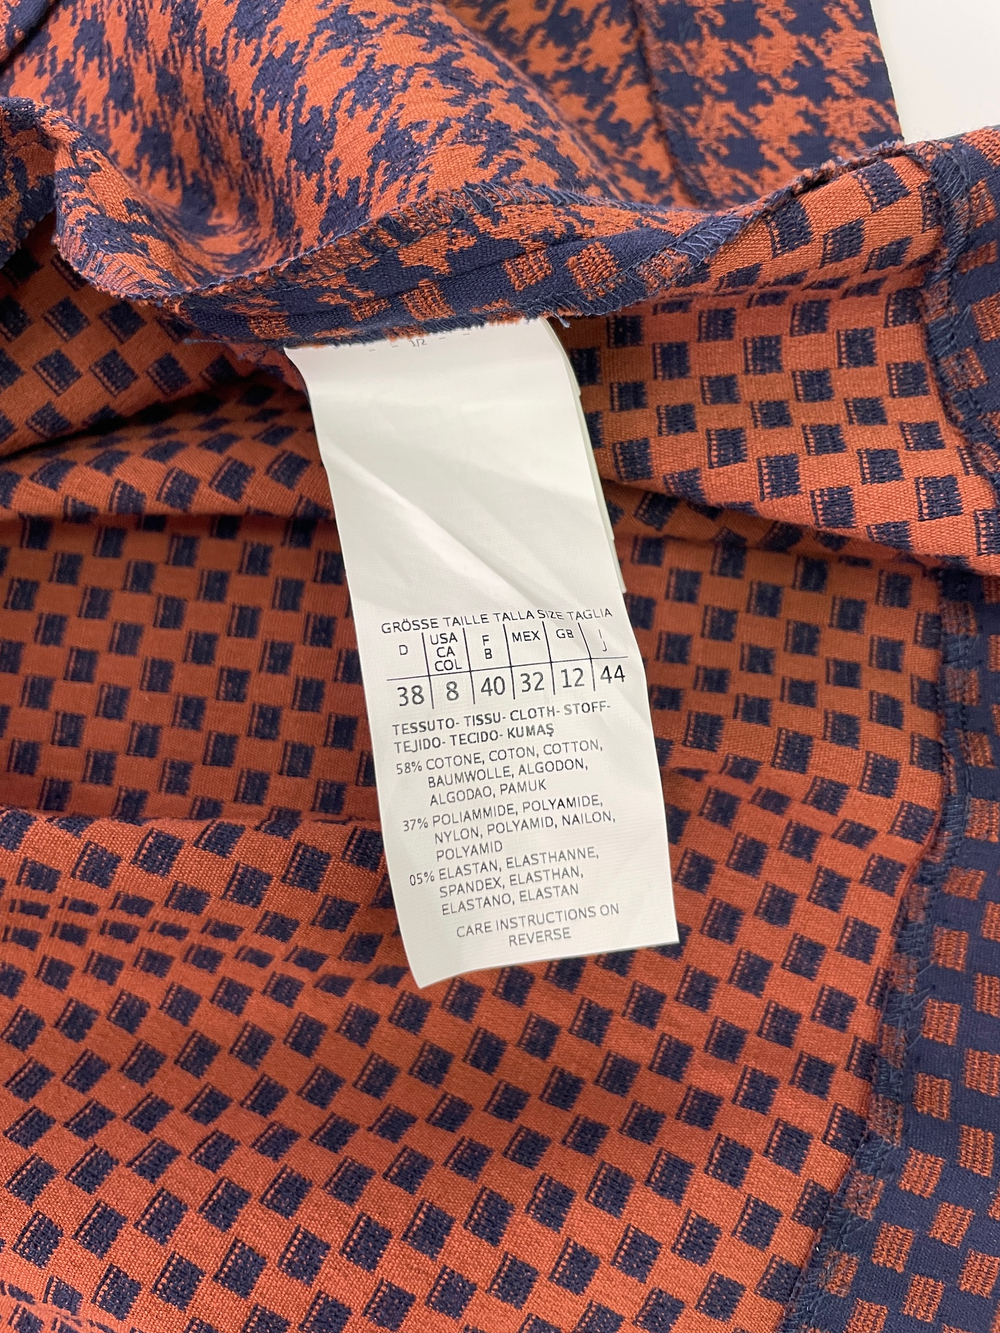 1/2
GRÖSSE TAILLE TALLA SIZE TAGLIA
D USA CA COL F B MEX GB I J
38 8 40 32 12 44
TESSUTO- TISSU- CLOTH- STOFF-
TEJIDO- TECIDO- KUMAŞ
58% COTONE, COTON, COTTON,
BAUMWOLLE, ALGODON,
ALGODAO, PAMUK
37% POLIAMMIDE, POLYAMIDE,
NYLON, POLYAMID, NAILON,
POLYAMID
05% ELASTAN, ELASTHANNE,
SPANDEX, ELASTHAN,
ELASTANO, ELASTAN
CARE INSTRUCTIONS ON
REVERSE